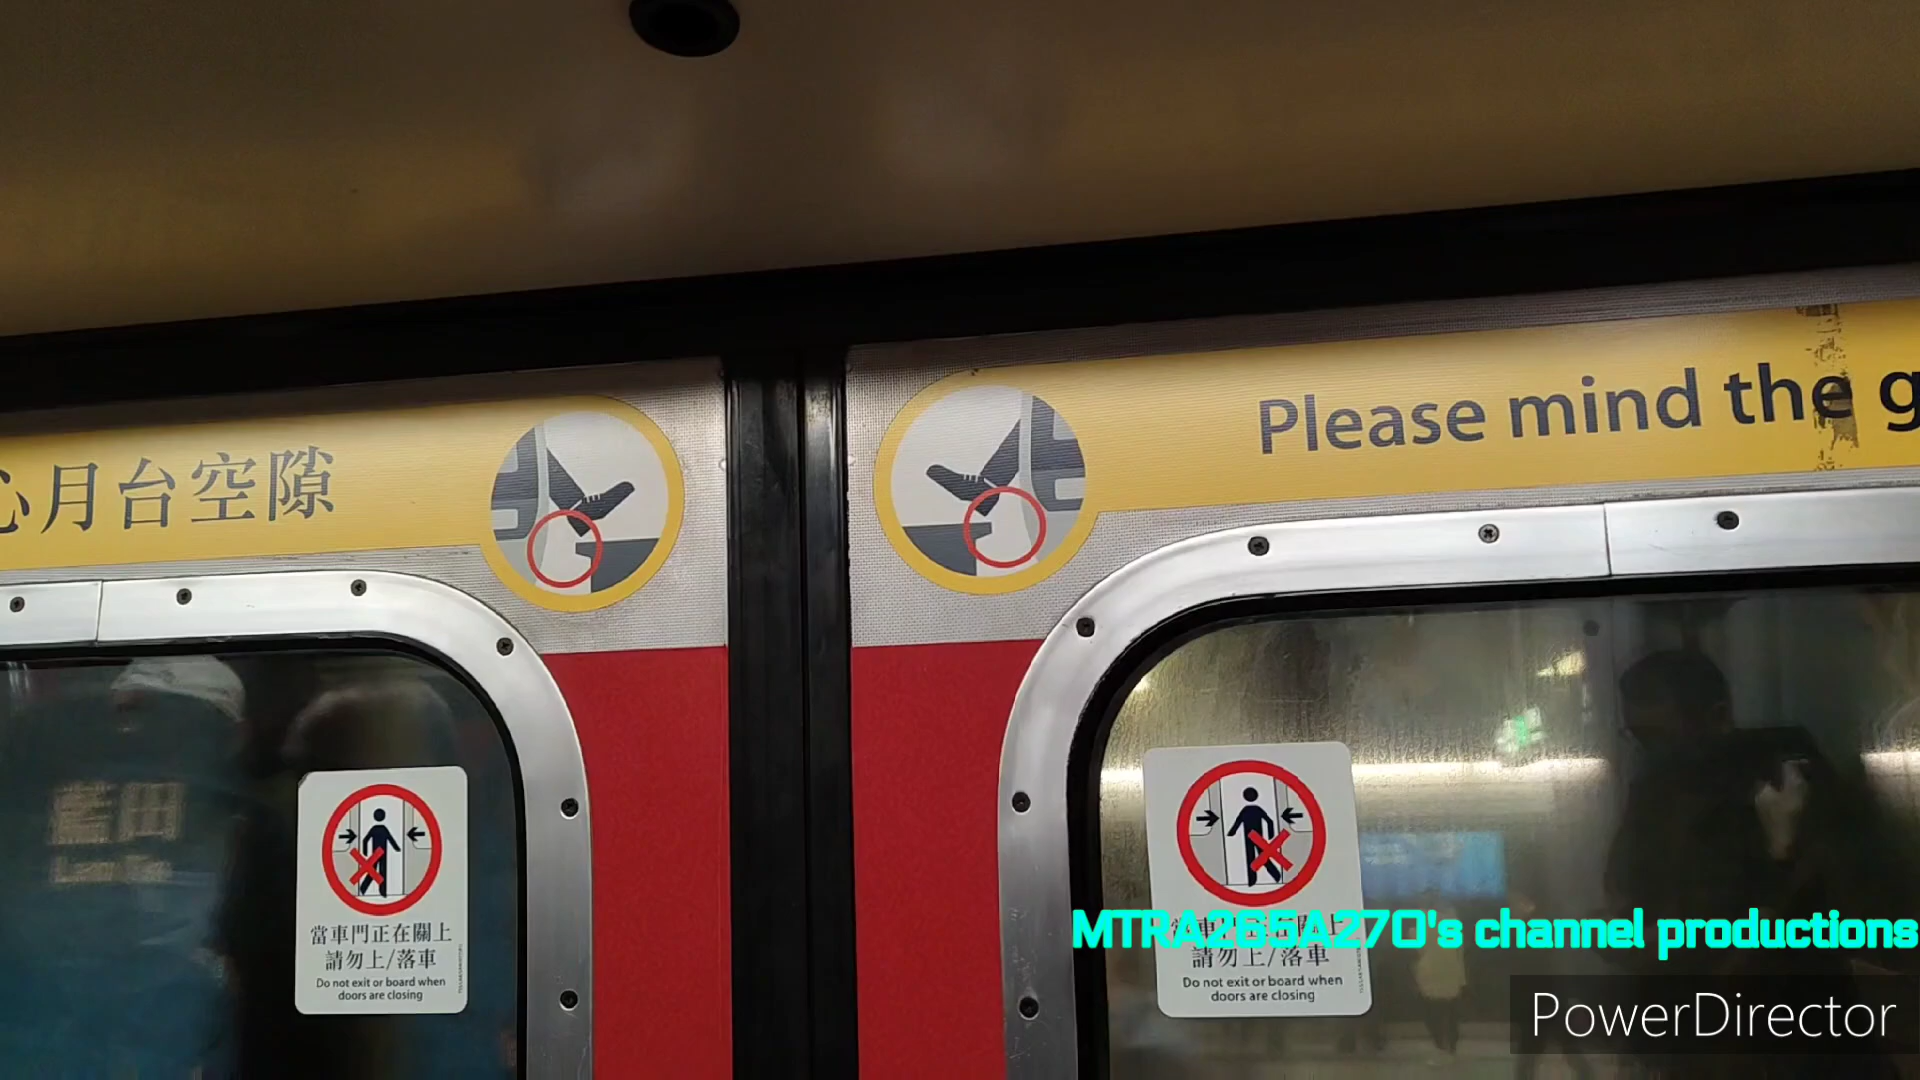 月台空隙
Please mind the
當車門正在關上
請勿上/落車
Do not exit or board when
doors are closing
請勿上/落車
Do not exit or board when
doors are closing
MTRA265A270's channel productions
PowerDirector